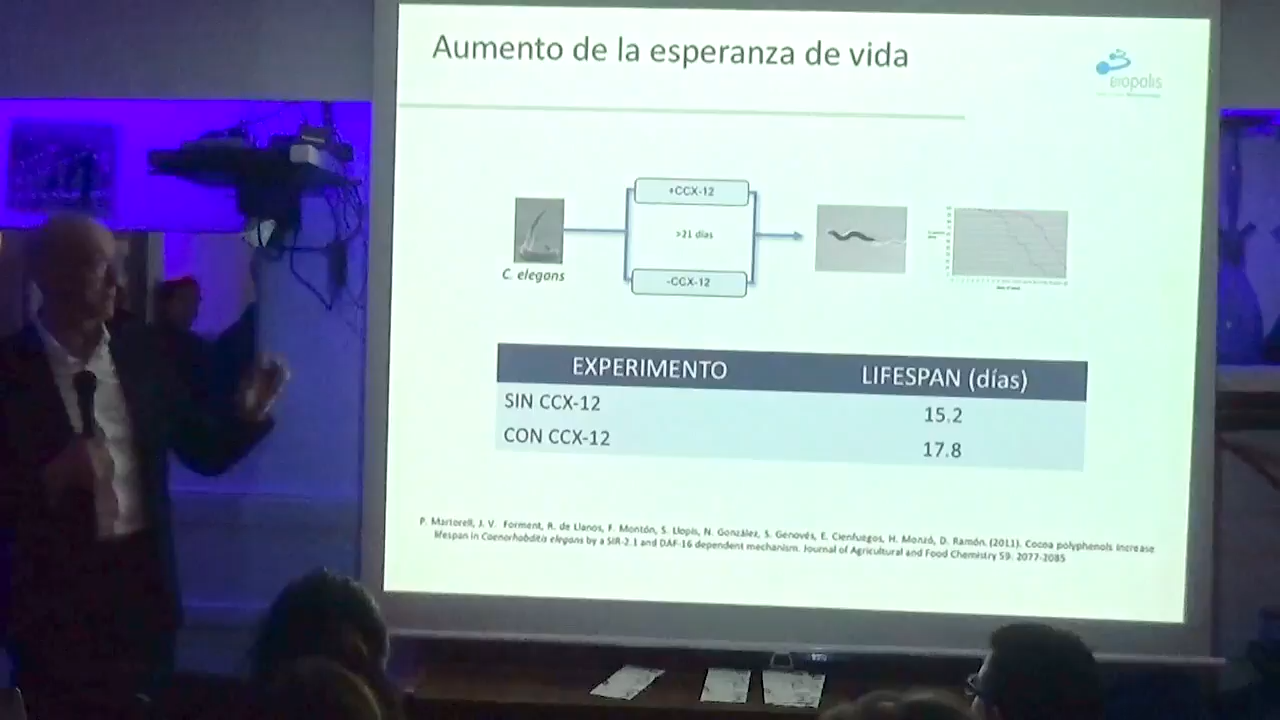 Aumento de la esperanza de vida
Biopolis
+CCX-12
>21 días
C. elegans
-CCX-12
EXPERIMENTO LIFESPAN (días)
SIN CCX-12 15.2
CON CCX-12 17.8
P. Martorell, J. V. Forment, R. de Llanos, F. Montón, S. Llopis, N. González, S. Genovés, E. Cienfuegos, H. Monzó, D. Ramón. (2011). Cocoa polyphenols increase
lifespan in Caenorhabditis elegans by a SIR-2.1 and DAF-16 dependent mechanism. Journal of Agricultural and Food Chemistry 59: 2077-2085